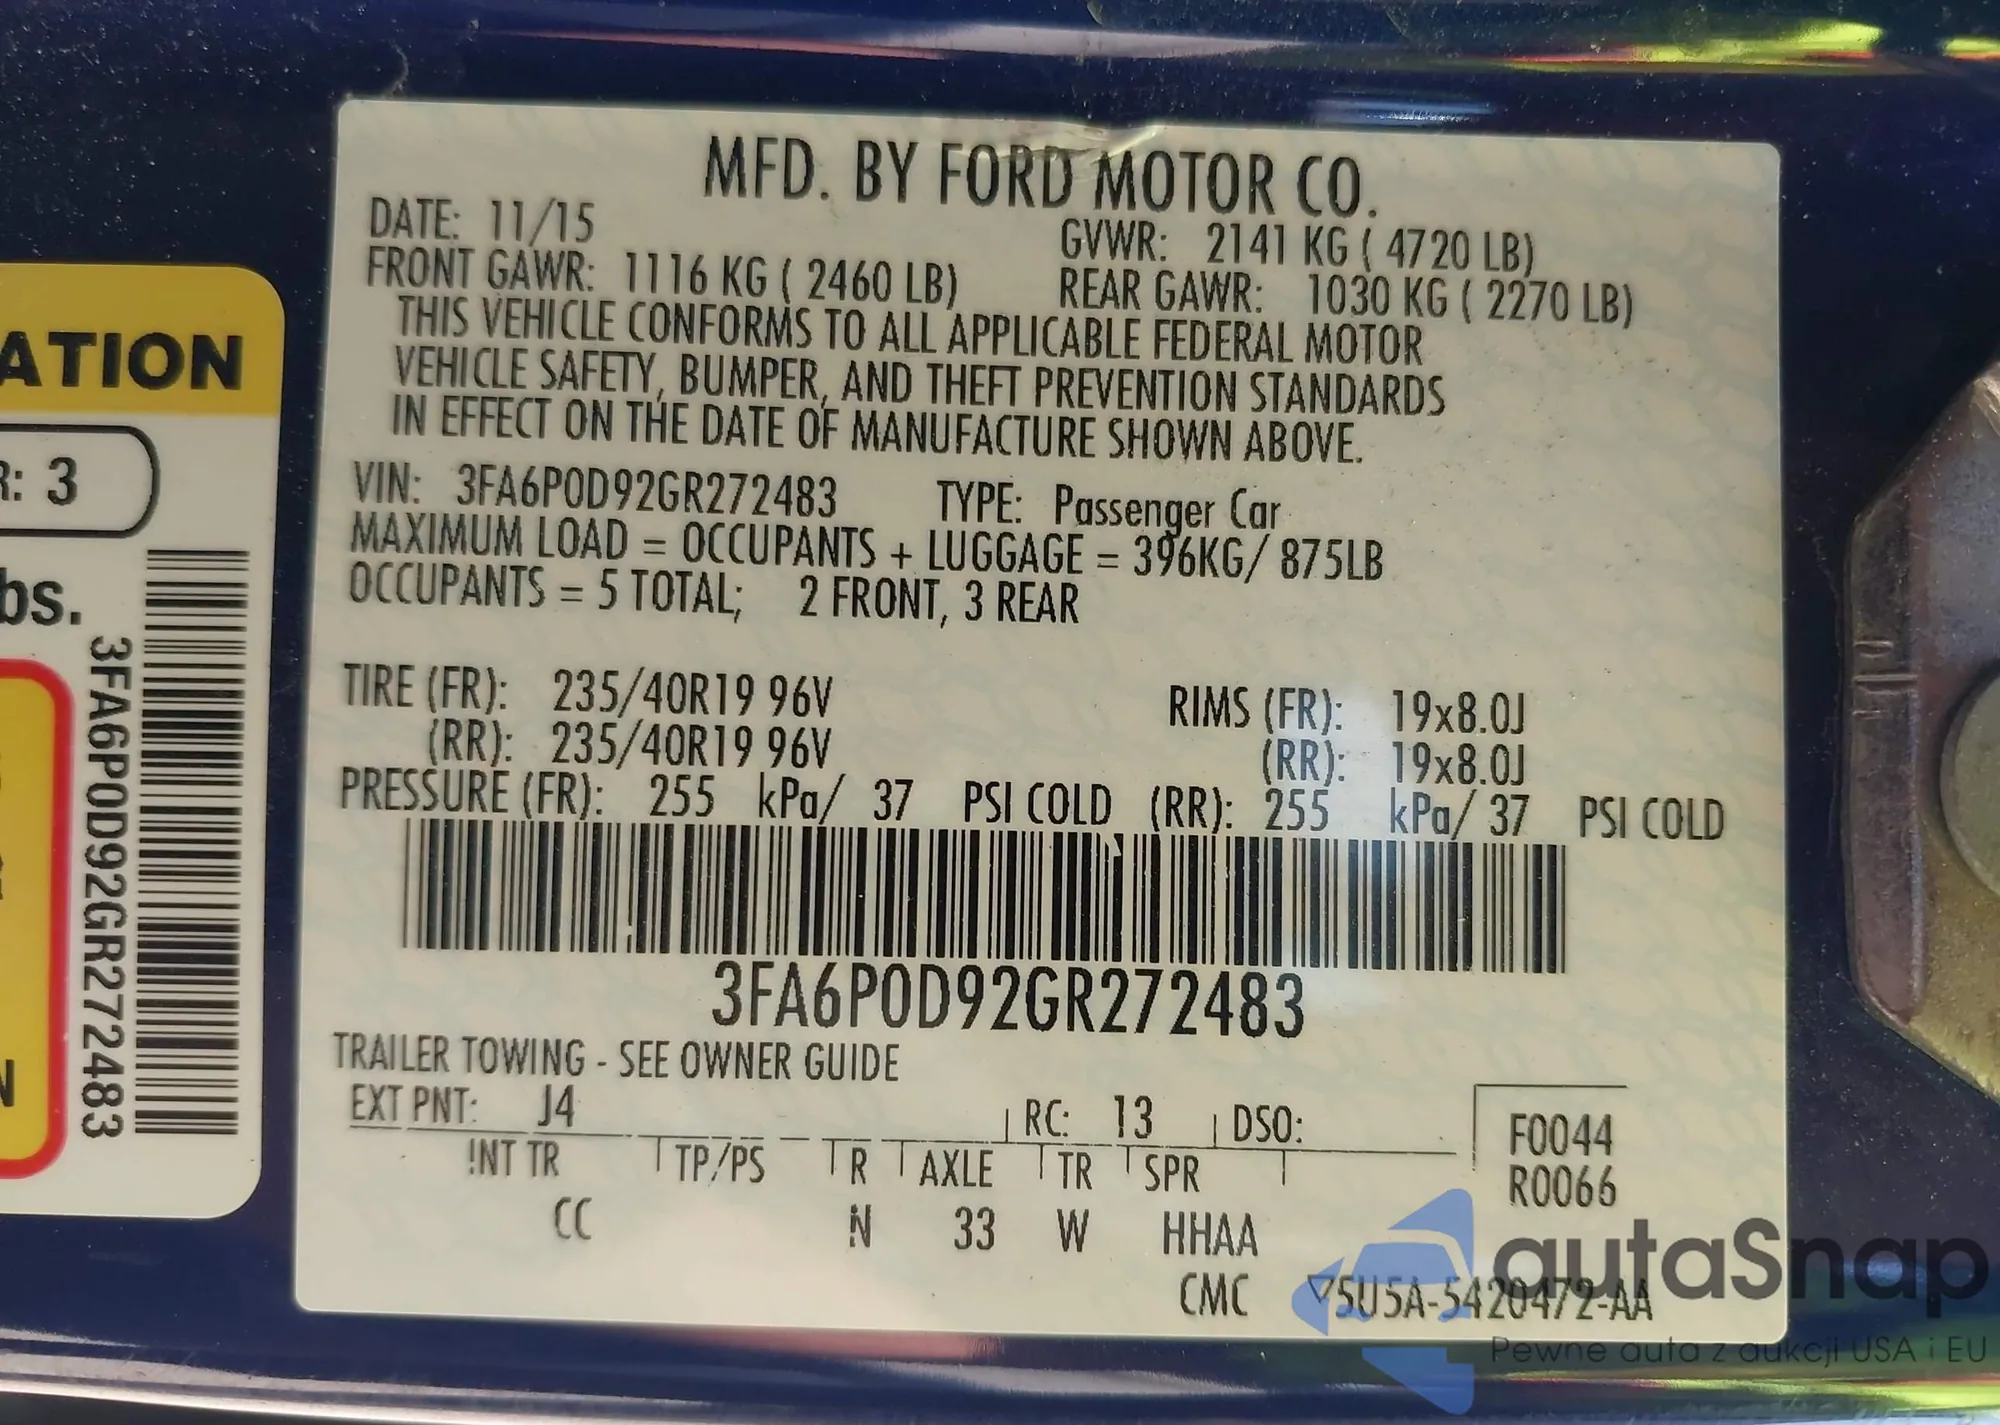 MFD. BY FORD MOTOR CO.
DATE: 11/15
GVWR: 2141 KG ( 4720 LB)
FRONT GAWR: 1116 KG ( 2460 LB)
REAR GAWR: 1030 KG ( 2270 LB)
THIS VEHICLE CONFORMS TO ALL APPLICABLE FEDERAL MOTOR
VEHICLE SAFETY, BUMPER, AND THEFT PREVENTION STANDARDS
IN EFFECT ON THE DATE OF MANUFACTURE SHOWN ABOVE.
VIN: 3FA6P0D92GR272483 TYPE: Passenger Car
MAXIMUM LOAD = OCCUPANTS + LUGGAGE = 396KG/ 875LB
OCCUPANTS = 5 TOTAL; 2 FRONT, 3 REAR
TIRE (FR): 235/40R19 96V RIMS (FR): 19x8.0J
(RR): 235/40R19 96V (RR): 19x8.0J
PRESSURE (FR): 255 kPa/ 37 PSI COLD (RR): 255 kPa/ 37 PSI COLD
3FA6P0D92GR272483
TRAILER TOWING - SEE OWNER GUIDE
EXT PNT: J4 RC: 13 DSO:
F0044
R0066
INT TR TP/PS R AXLE TR SPR
CC N 33 W HHAA
CMC 5U5A-5420472-AA
ATION
R: 3
bs.
3FA6P0D92GR272483
N
autaSnap
Pewne auta z aukcji USA i EU